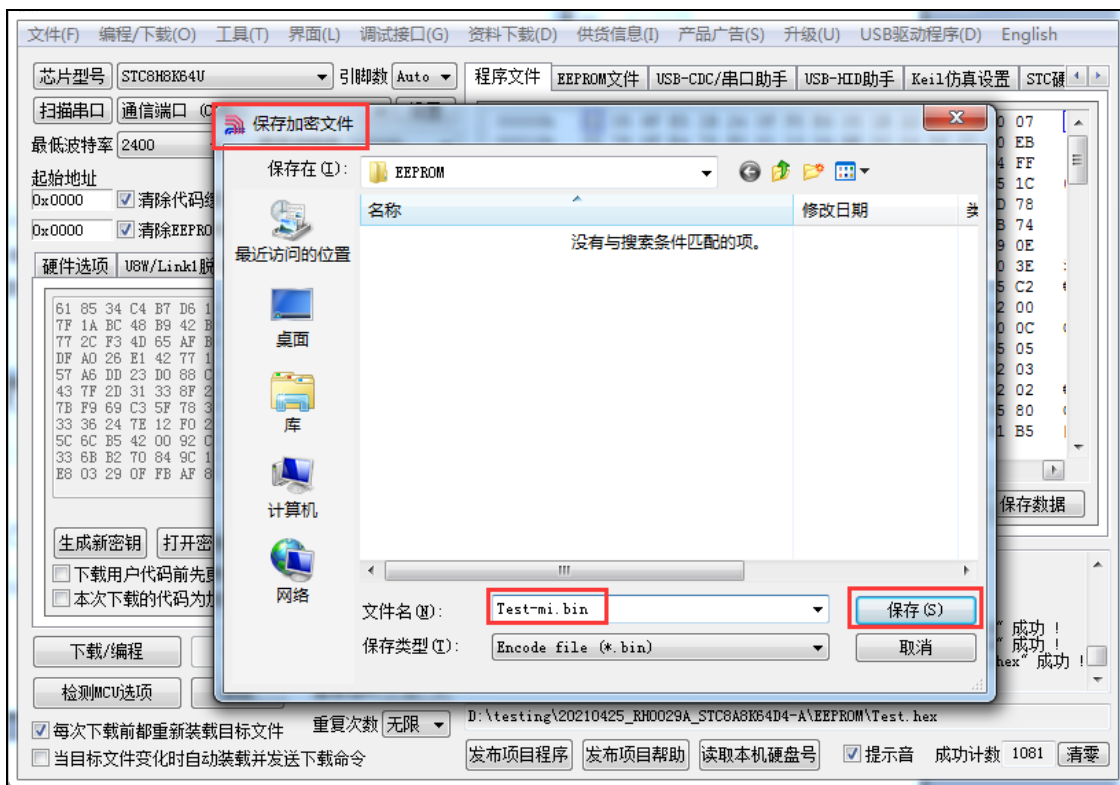 文件(F) 编程/下载(O) 工具(T) 界面(L) 调试接口(G) 资料下载(D) 供货信息(I) 产品广告(S) 升级(U) USB驱动程序(D) English
芯片型号 STC8H8K64U 引脚数 Auto 程序文件 EEPROM文件 USB-CDC/串口助手 USB-HID助手 Keil仿真设置
扫描串口 通信端口
最低波特率 2400
起始地址
0x0000 清除代码
0x0000 清除EEPRO
硬件选项 U8W/Link1脱
61 85 34 C4 B7 D6 1
7F 1A BC 48 B9 42 B
77 2C F3 4D 65 AF B
DF A0 26 E1 42 77 1
57 A6 DD 23 D0 88 C
43 7F 2D 31 33 8F 2
7B F9 69 C3 5F 78 3
33 36 24 7E 12 F0 2
5C 6C B5 42 00 92 C
33 6B B2 70 84 9C 1
E8 03 29 0F FB AF 8
生成新密钥 打开密
下载用户代码前先
本次下载的代码为
保存加密文件
保存在(I): EEPROM
名称 修改日期
没有与搜索条件匹配的项。
最近访问的位置
桌面
库
计算机
网络
文件名(N): Test-mi.bin 保存(S)
保存类型(T): Encode file (*.bin) 取消
07
EB
FF
1C
78
74
0E
3E
C2
00
0C
05
03
02
80
B5
保存数据
成功 !
成功 !
hex" 成功 !
下载/编程
检测MCU选项
每次下载前都重新装载目标文件 重复次数 无限 D:\testing\20210425_RH0029A_STC8A8K64D4-A\EEPROM\Test.hex
当目标文件变化时自动装载并发送下载命令 发布项目程序 发布项目帮助 读取本机硬盘号 提示音 成功计数 1081 清零